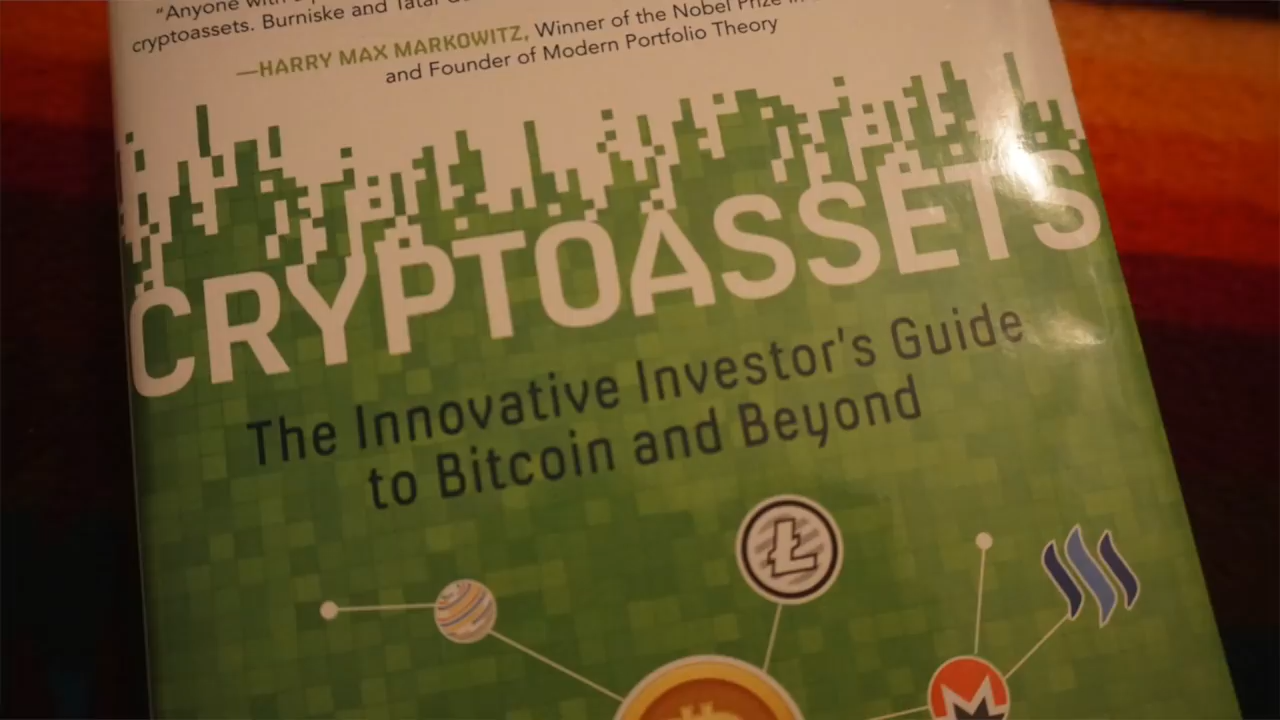 "Anyone with a
cryptoassets. Burniske and Tatar
—HARRY MAX MARKOWITZ, Winner of the Nobel Prize in
and Founder of Modern Portfolio Theory
CRYPTOASSETS
The Innovative Investor's Guide
to Bitcoin and Beyond